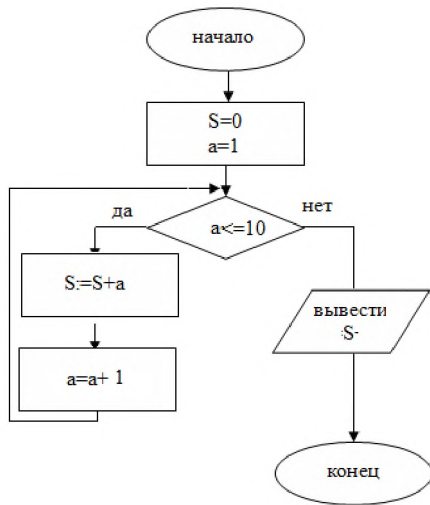 начало
S=0
a=1
да
a<=10
нет
S:=S+a
вывести
S
a=a+ 1
конец